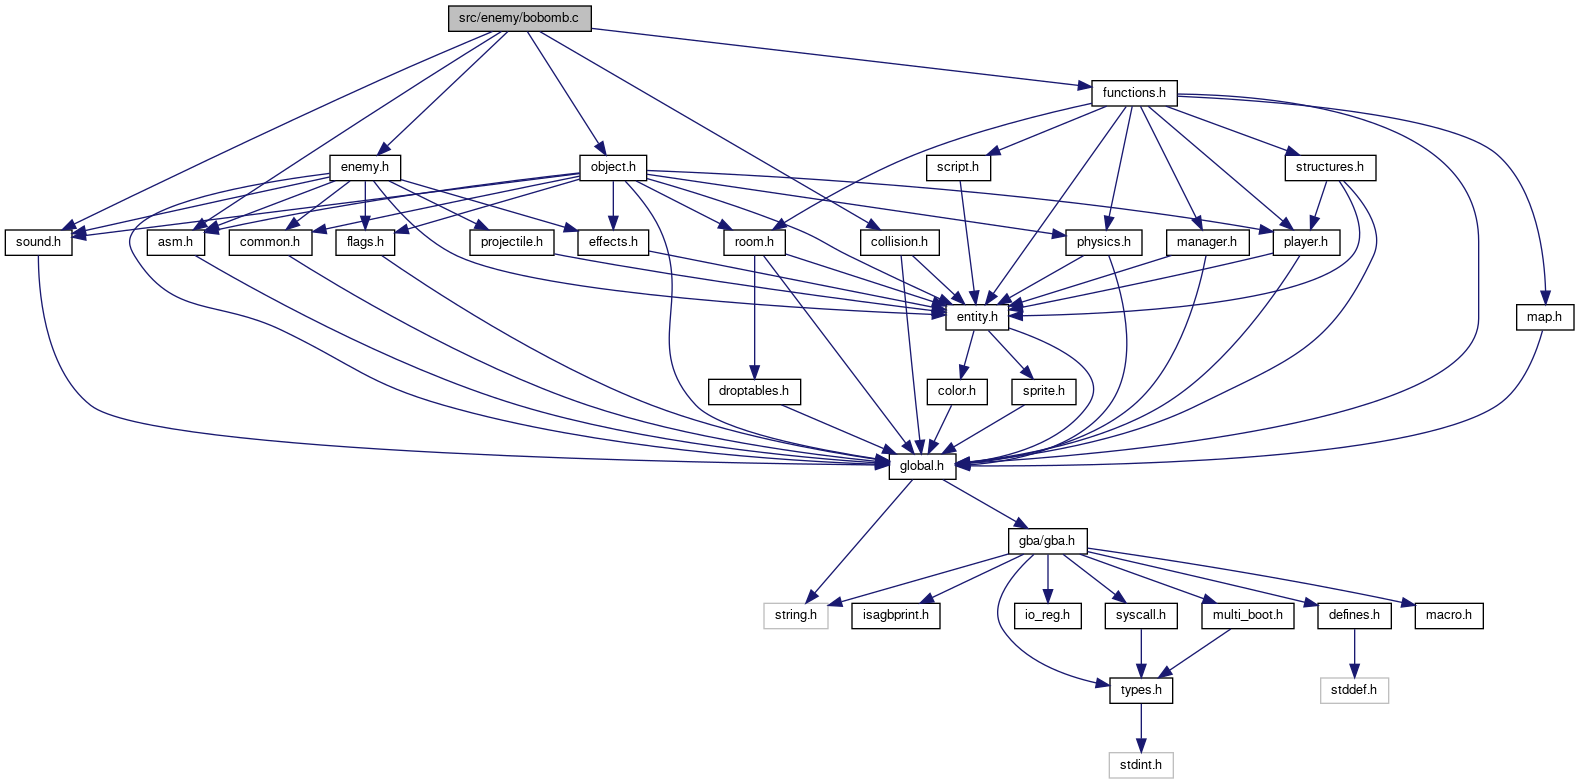 src/enemy/bobomb.c
functions.h
enemy.h
object.h
script.h
structures.h
sound.h
asm.h
common.h
flags.h
projectile.h
effects.h
room.h
collision.h
physics.h
manager.h
player.h
entity.h
map.h
droptables.h
color.h
sprite.h
global.h
gba/gba.h
string.h
isagbprint.h
io_reg.h
syscall.h
multi_boot.h
defines.h
macro.h
types.h
stddef.h
stdint.h